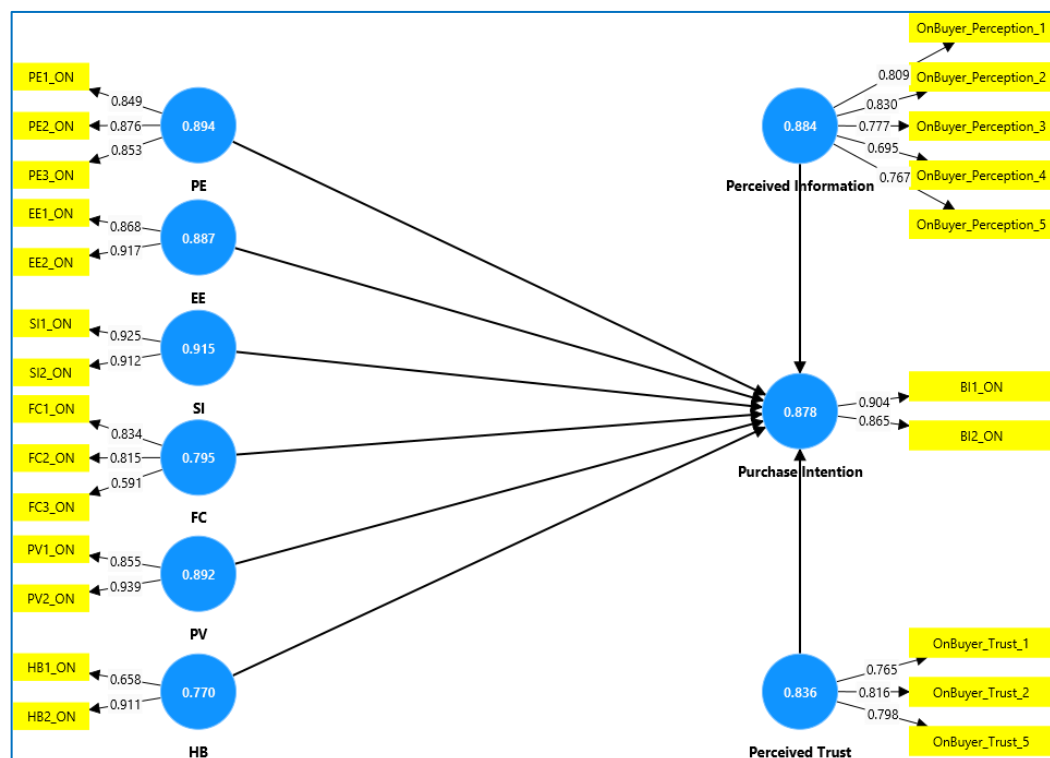 PE1_ON
0.849
PE2_ON
0.876
0.853
PE3_ON
0.894
PE
EE1_ON
0.868
EE2_ON
0.917
0.887
EE
SI1_ON
0.925
SI2_ON
0.912
0.915
SI
FC1_ON
0.834
FC2_ON
0.815
0.591
FC3_ON
0.795
FC
PV1_ON
0.855
PV2_ON
0.939
0.892
PV
HB1_ON
0.658
HB2_ON
0.911
0.770
HB
OnBuyer_Perception_1
0.809
OnBuyer_Perception_2
0.830
OnBuyer_Perception_3
0.777
0.695
OnBuyer_Perception_4
0.767
OnBuyer_Perception_5
0.884
Perceived Information
0.878
Purchase Intention
BI1_ON
0.904
0.865
BI2_ON
OnBuyer_Trust_1
0.765
OnBuyer_Trust_2
0.816
0.798
OnBuyer_Trust_5
0.836
Perceived Trust